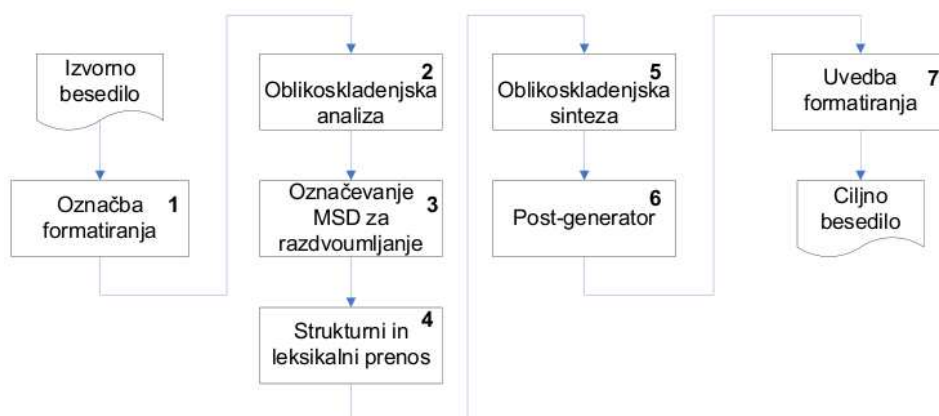 Izvorno
besedilo
Označba 1
formatiranja
2
Oblikoskladenjska
analiza
Označevanje
MSD za 3
razdvoumljanje
4
Strukturni in
leksikalni prenos
5
Oblikoskladenjska
sinteza
6
Post-generator
Uvedba 7
formatiranja
Ciljno
besedilo